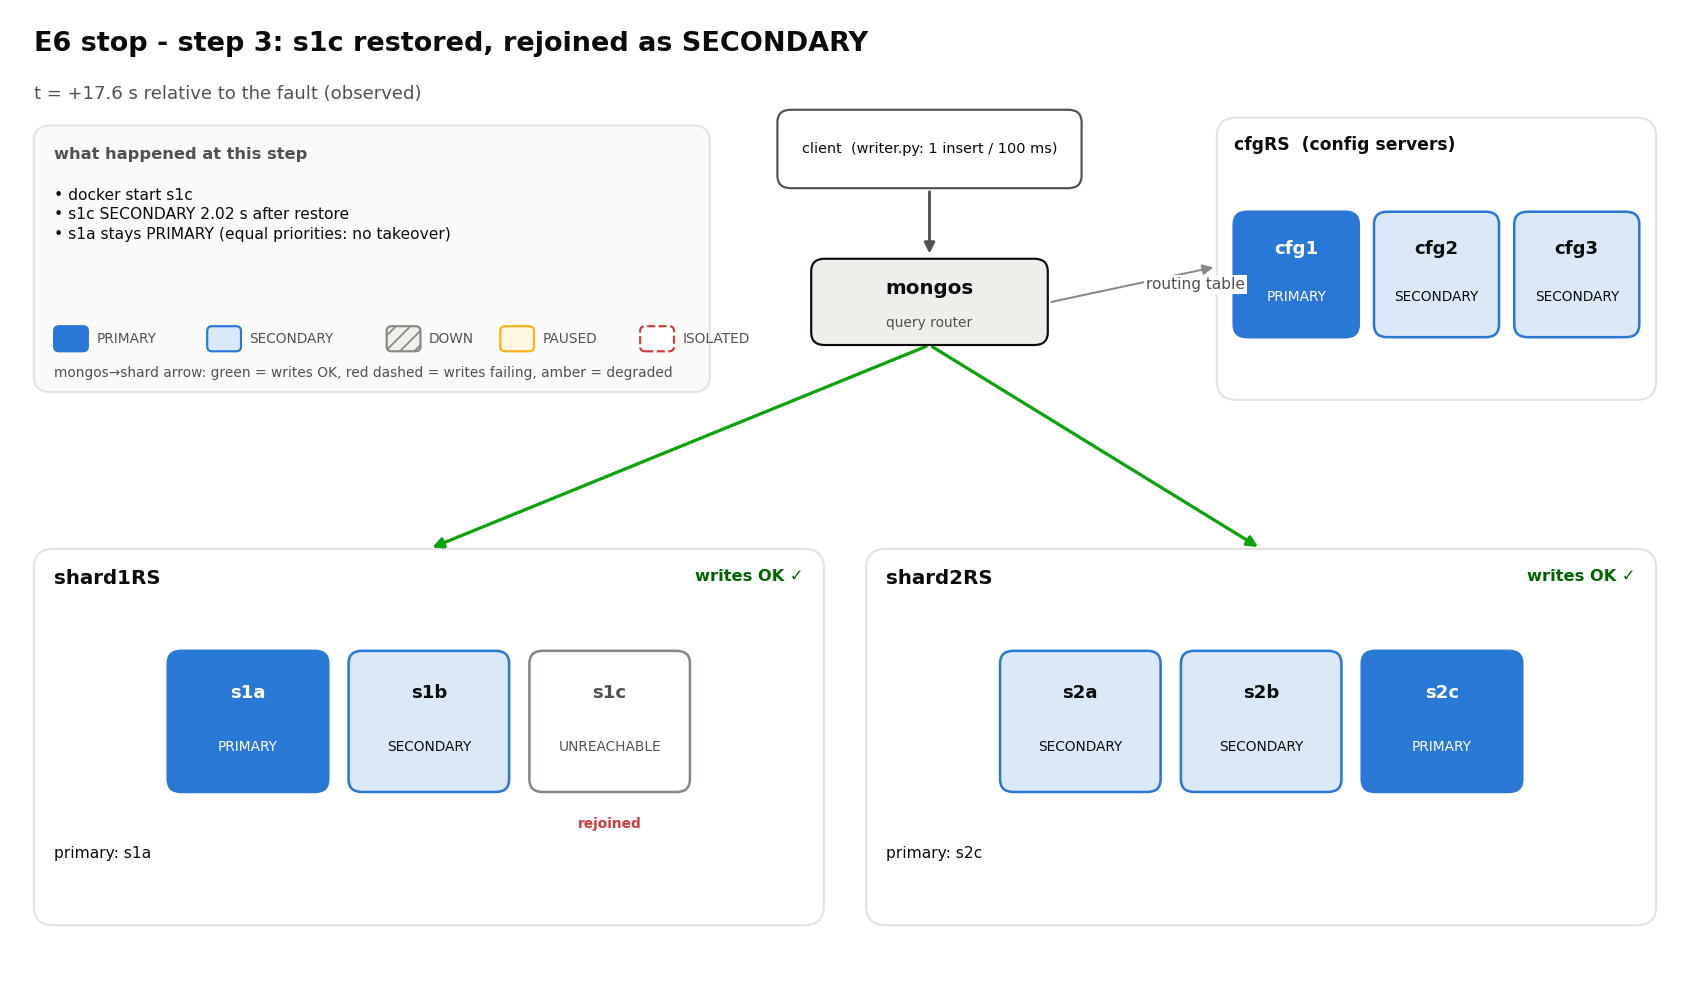 E6 stop - step 3: s1c restored, rejoined as SECONDARY
t = +17.6 s relative to the fault (observed)
what happened at this step
• docker start s1c
• s1c SECONDARY 2.02 s after restore
• s1a stays PRIMARY (equal priorities: no takeover)
PRIMARY SECONDARY DOWN PAUSED ISOLATED
mongos→shard arrow: green = writes OK, red dashed = writes failing, amber = degraded
client (writer.py: 1 insert / 100 ms)
mongos
query router
routing table
cfgRS (config servers)
cfg1 cfg2 cfg3
PRIMARY SECONDARY SECONDARY
shard1RS
writes OK ✓
s1a s1b s1c
PRIMARY SECONDARY UNREACHABLE
rejoined
primary: s1a
shard2RS
writes OK ✓
s2a s2b s2c
SECONDARY SECONDARY PRIMARY
primary: s2c